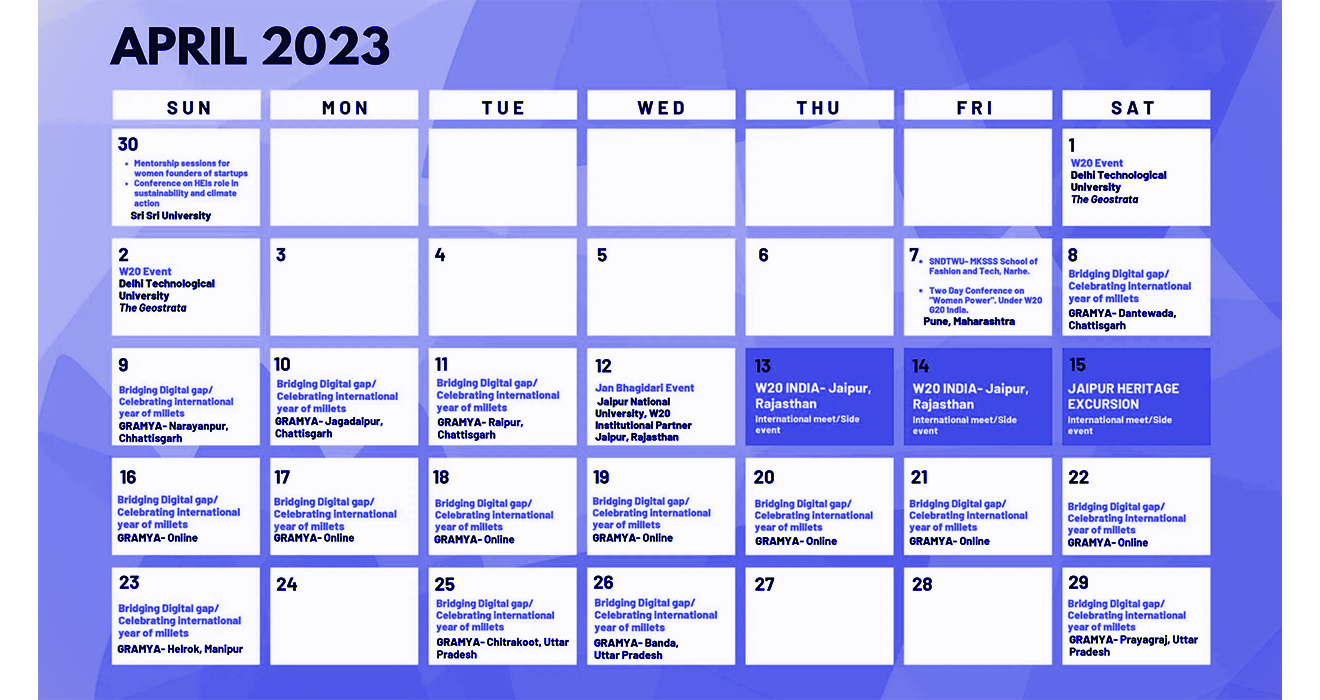 APRIL 2023
SUN MON TUE WED THU FRI SAT
30
• Mentorship sessions for
women founders of startups
• Conference on HEIs role in
sustainability and climate
action
Sri Sri University
1
W20 Event
Delhi Technological
University
The Geostrata
2
W20 Event
Delhi Technological
University
The Geostrata
3
4
5
6
7.
• SNDTWU- MKSSS School of
Fashion and Tech, Narhe.
• Two Day Conference on
"Women Power". Under W20
G20 India.
Pune, Maharashtra
8
Bridging Digital gap/
Celebrating international
year of millets
GRAMYA- Dantewada,
Chattisgarh
9
Bridging Digital gap/
Celebrating international
year of millets
GRAMYA- Narayanpur,
Chhattisgarh
10
Bridging Digital gap/
Celebrating international
year of millets
GRAMYA- Jagadalpur,
Chattisgarh
11
Bridging Digital gap/
Celebrating international
year of millets
GRAMYA- Raipur,
Chattisgarh
12
Jan Bhagidari Event
Jaipur National
University, W20
Institutional Partner
Jaipur, Rajasthan
13
W20 INDIA- Jaipur,
Rajasthan
International meet/Side
event
14
W20 INDIA- Jaipur,
Rajasthan
International meet/Side
event
15
JAIPUR HERITAGE
EXCURSION
International meet/Side
event
16
Bridging Digital gap/
Celebrating international
year of millets
GRAMYA- Online
17
Bridging Digital gap/
Celebrating international
year of millets
GRAMYA- Online
18
Bridging Digital gap/
Celebrating international
year of millets
GRAMYA- Online
19
Bridging Digital gap/
Celebrating international
year of millets
GRAMYA- Online
20
Bridging Digital gap/
Celebrating international
year of millets
GRAMYA- Online
21
Bridging Digital gap/
Celebrating international
year of millets
GRAMYA- Online
22
Bridging Digital gap/
Celebrating international
year of millets
GRAMYA- Online
23
Bridging Digital gap/
Celebrating international
year of millets
GRAMYA- Heirok, Manipur
24
25
Bridging Digital gap/
Celebrating international
year of millets
GRAMYA- Chitrakoot, Uttar
Pradesh
26
Bridging Digital gap/
Celebrating international
year of millets
GRAMYA- Banda,
Uttar Pradesh
27
28
29
Bridging Digital gap/
Celebrating international
year of millets
GRAMYA- Prayagraj, Uttar
Pradesh